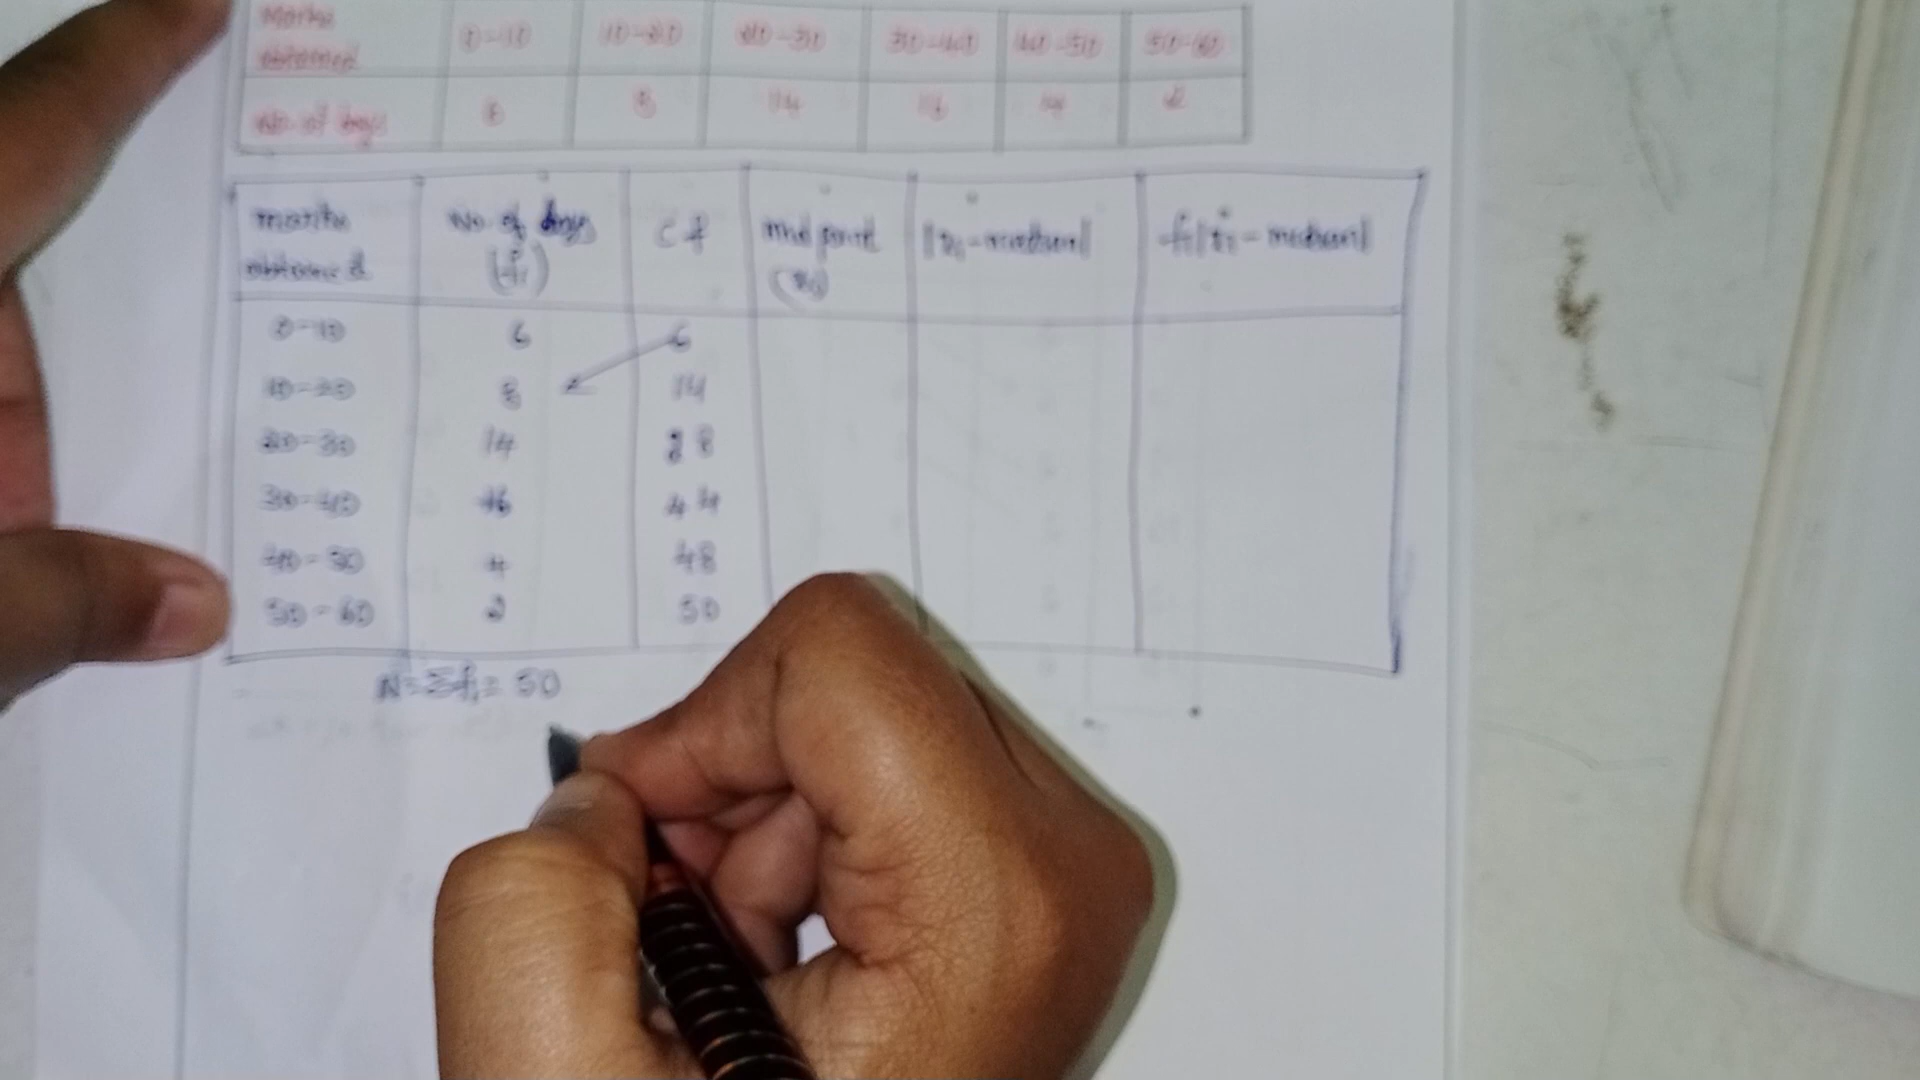 Marks obtained 0-10 10-20 20-30 30-40 40-50 50-60
No. of boys 6 8 14 16 4 2
marks obtained No. of boys (fi) cf mid point (xi) |xi - median| fi|xi - median|
0-10 6 6
10-20 8 14
20-30 14 28
30-40 16 44
40-50 4 48
50-60 2 50
N=Σfi= 50